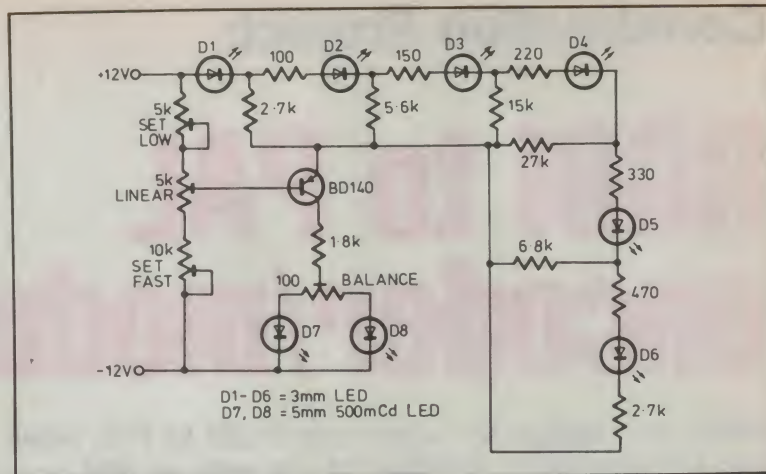 D1
100
D2
150
D3
220
D4
+12V
5k
SET
LOW
2·7k
5·6k
15k
27k
330
D5
5k
LINEAR
BD140
1·8k
6·8k
470
10k
SET
FAST
100
BALANCE
D7
D8
D6
2·7k
-12V
D1-D6 = 3mm LED
D7, D8 = 5mm 500mCd LED